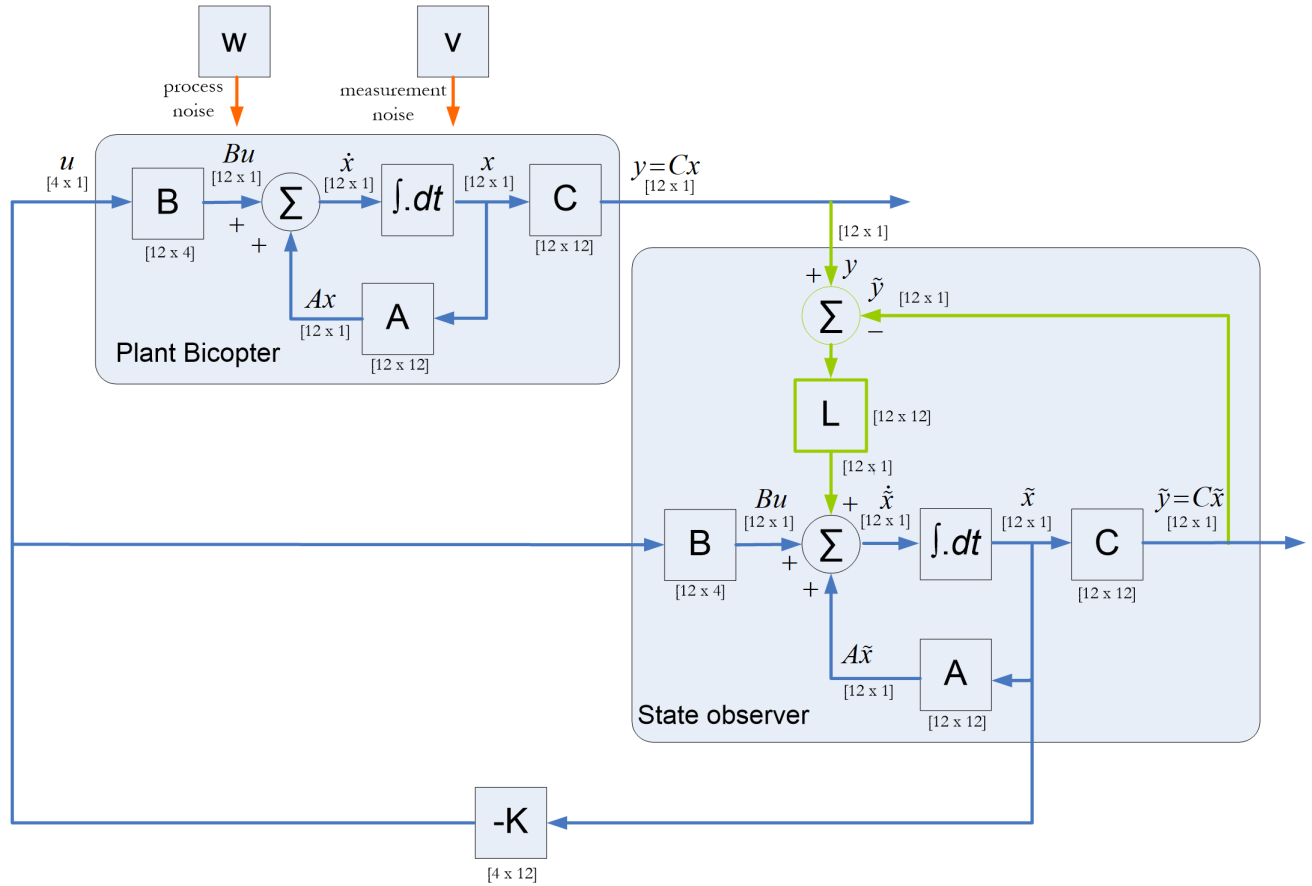 w
v
process
noise
measurement
noise
u
[4 x 1]
B
[12 x 4]
Bu
[12 x 1]
+
+
Σ
ẋ
[12 x 1]
∫.dt
x
[12 x 1]
C
[12 x 12]
y=Cx
[12 x 1]
Ax
[12 x 1]
A
[12 x 12]
Plant Bicopter
[12 x 1]
+
y
ỹ
[12 x 1]
Σ
−
L
[12 x 12]
[12 x 1]
B
[12 x 4]
Bu
[12 x 1]
+
+
+
Σ
x̃̇
[12 x 1]
∫.dt
x̃
[12 x 1]
C
[12 x 12]
ỹ=Cx̃
[12 x 1]
Ax̃
[12 x 1]
A
[12 x 12]
State observer
-K
[4 x 12]